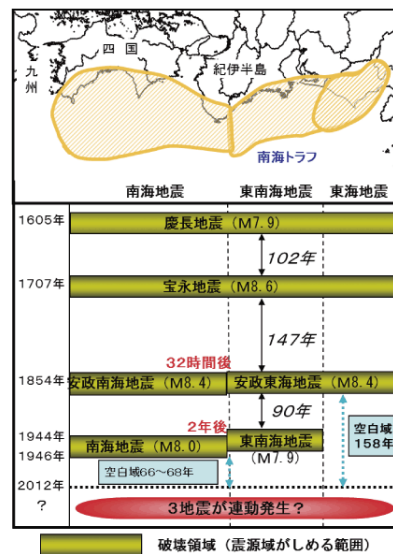 四 国
九州
紀伊半島
南海トラフ
南海地震 東南海地震 東海地震
1605年 慶長地震 (M7.9)
102年
1707年 宝永地震 (M8.6)
147年
32時間後
1854年 安政南海地震 (M8.4) 安政東海地震 (M8.4)
90年
空白域
158年
2年後
1944年
1946年
南海地震 (M8.0)
東南海地震
(M7.9)
空白域66～68年
2012年
?
3地震が連動発生?
破壊領域 (震源域がしめる範囲)